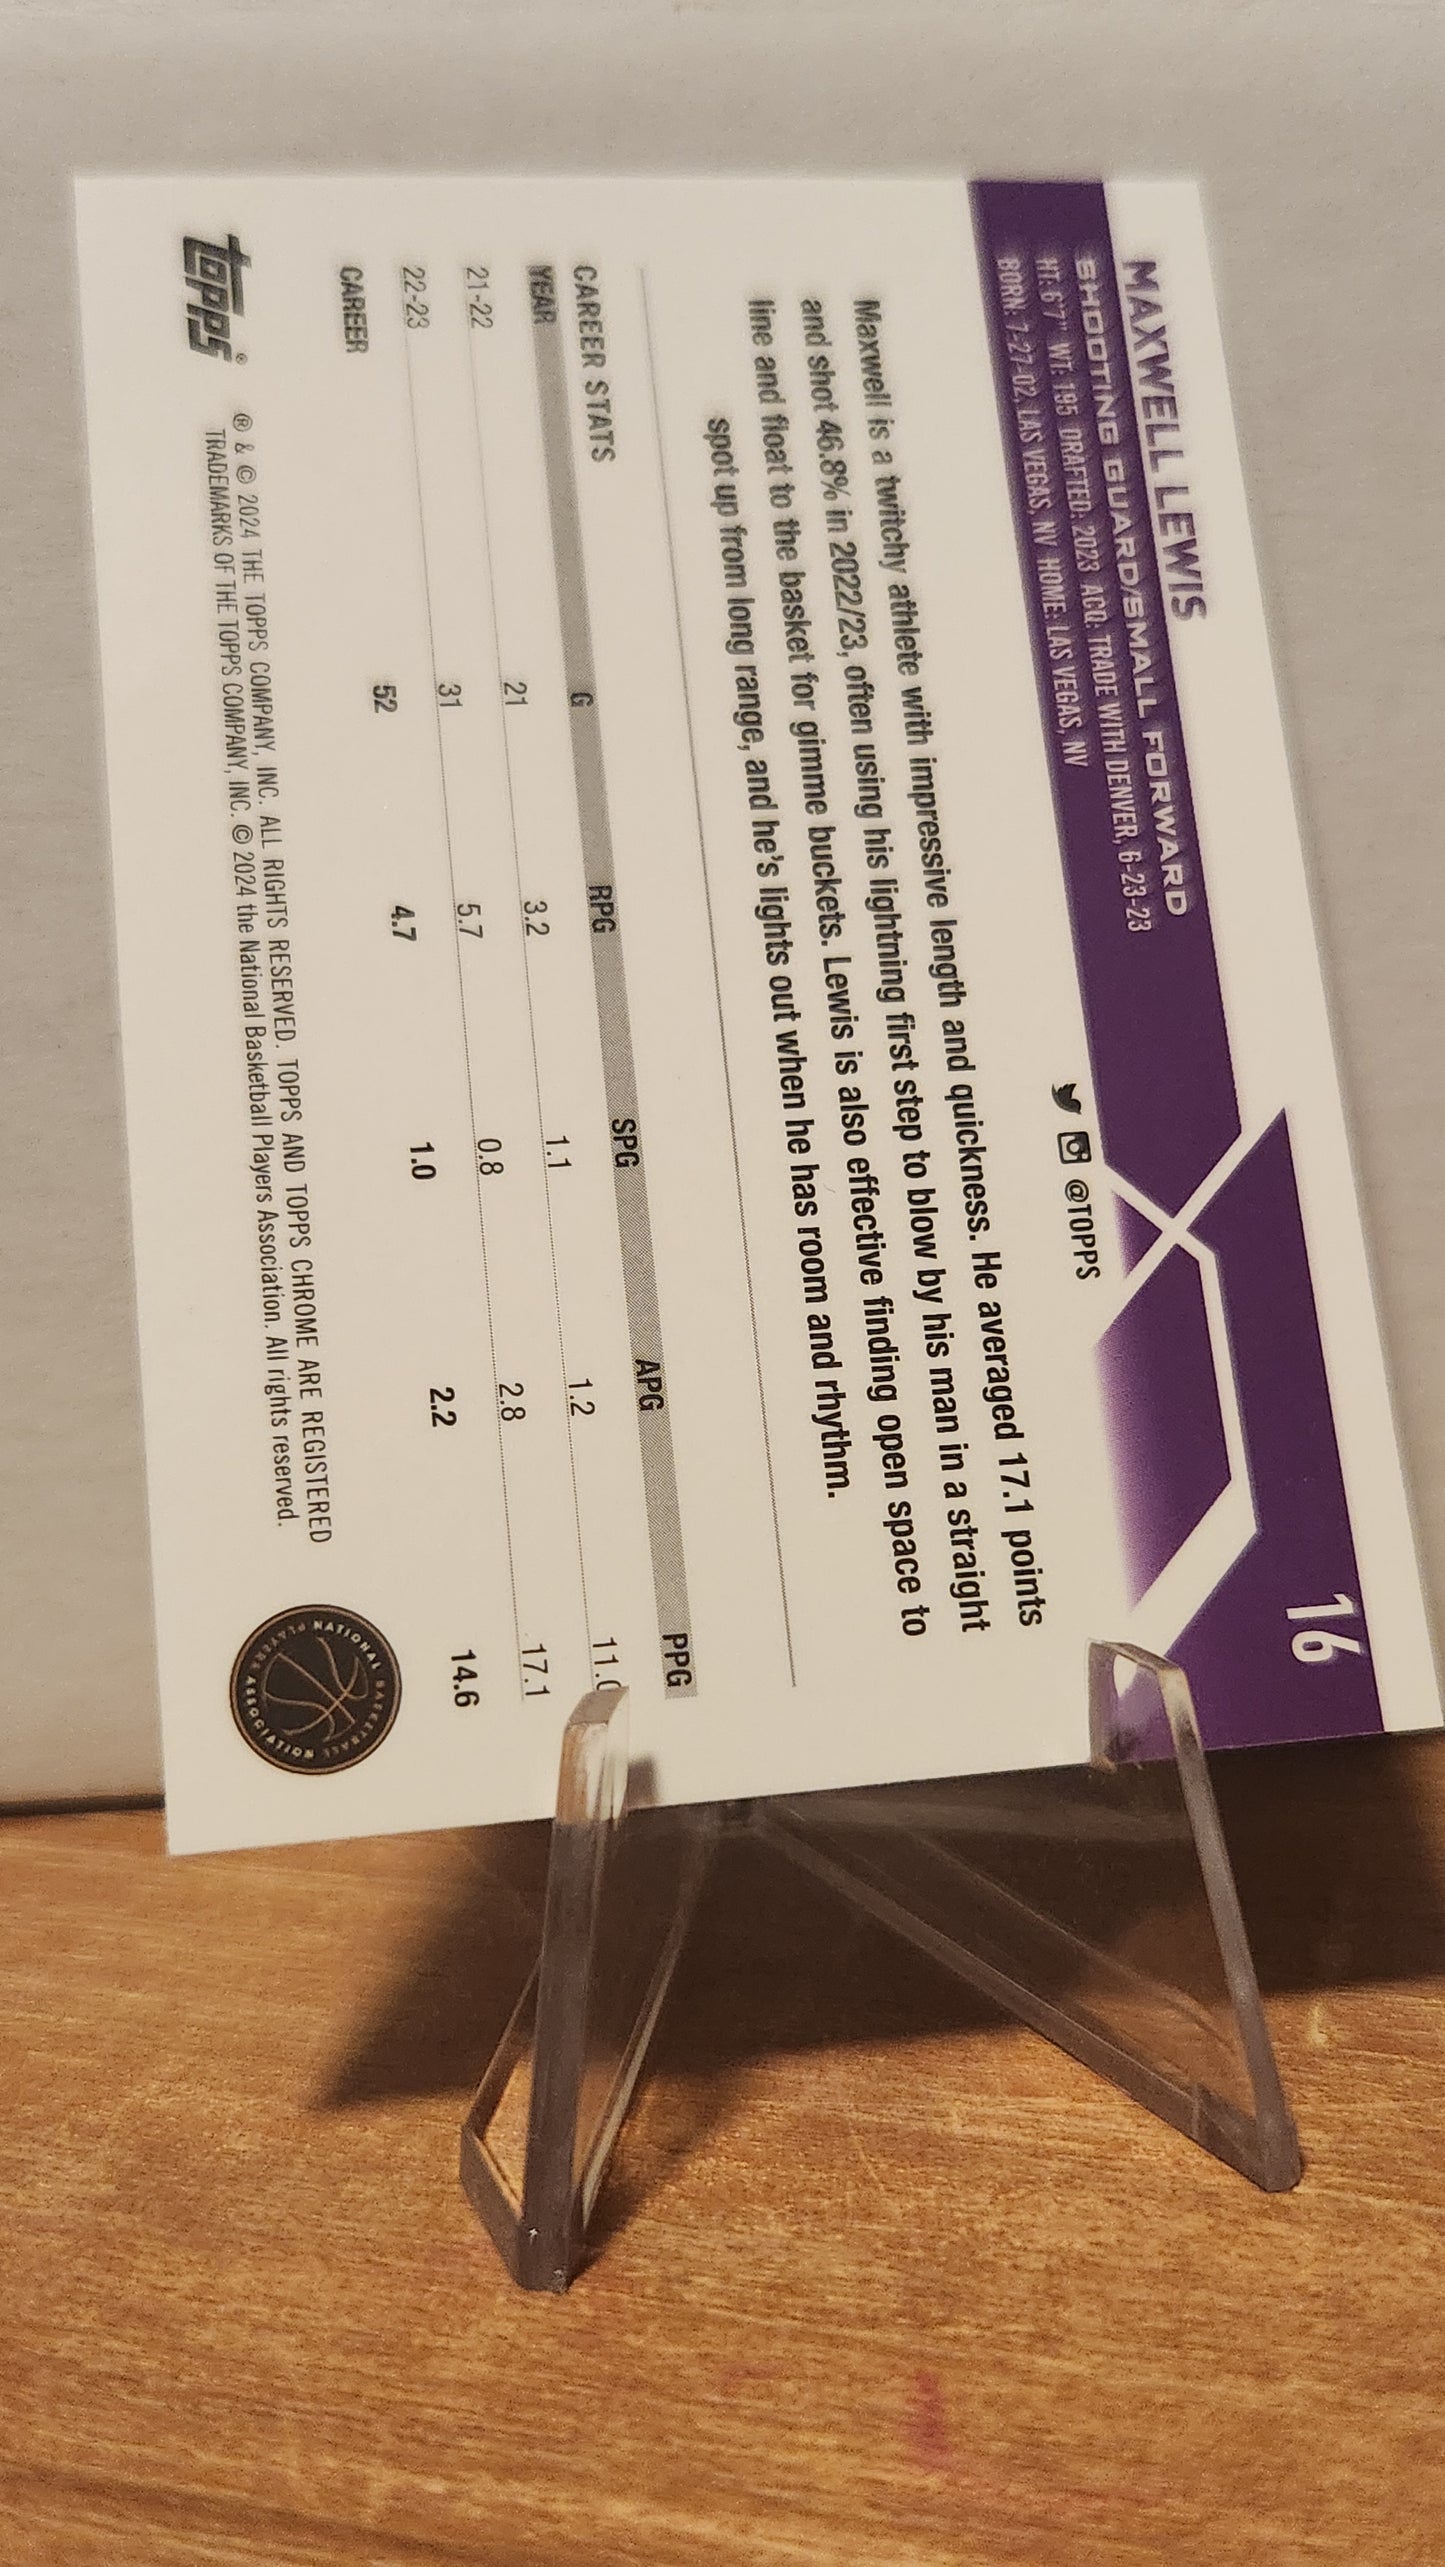 16
MAXWELL LEWIS
SHOOTING GUARD/SMALL FORWARD
HT: 6'7" WT: 195 DRAFTED: 2023 ACQ: TRADE WITH DENVER, 6-23-23
BORN: 7-27-02, LAS VEGAS, NV HOME: LAS VEGAS, NV
@TOPPS
Maxwell is a twitchy athlete with impressive length and quickness. He averaged 17.1 points
and shot 46.8% in 2022/23, often using his lightning first step to blow by his man in a straight
line and float to the basket for gimme buckets. Lewis is also effective finding open space to
spot up from long range, and he's lights out when he has room and rhythm.
CAREER STATS
YEAR G RPG SPG APG PPG
21-22 21 3.2 1.1 1.2 11.0
22-23 31 5.7 0.8 2.8 17.1
CAREER 52 4.7 1.0 2.2 14.6
topps®
® & © 2024 THE TOPPS COMPANY, INC. ALL RIGHTS RESERVED. TOPPS AND TOPPS CHROME ARE REGISTERED
TRADEMARKS OF THE TOPPS COMPANY, INC. © 2024 the National Basketball Players Association. All rights reserved.
NATIONAL BASKETBALL
PLAYERS ASSOCIATION